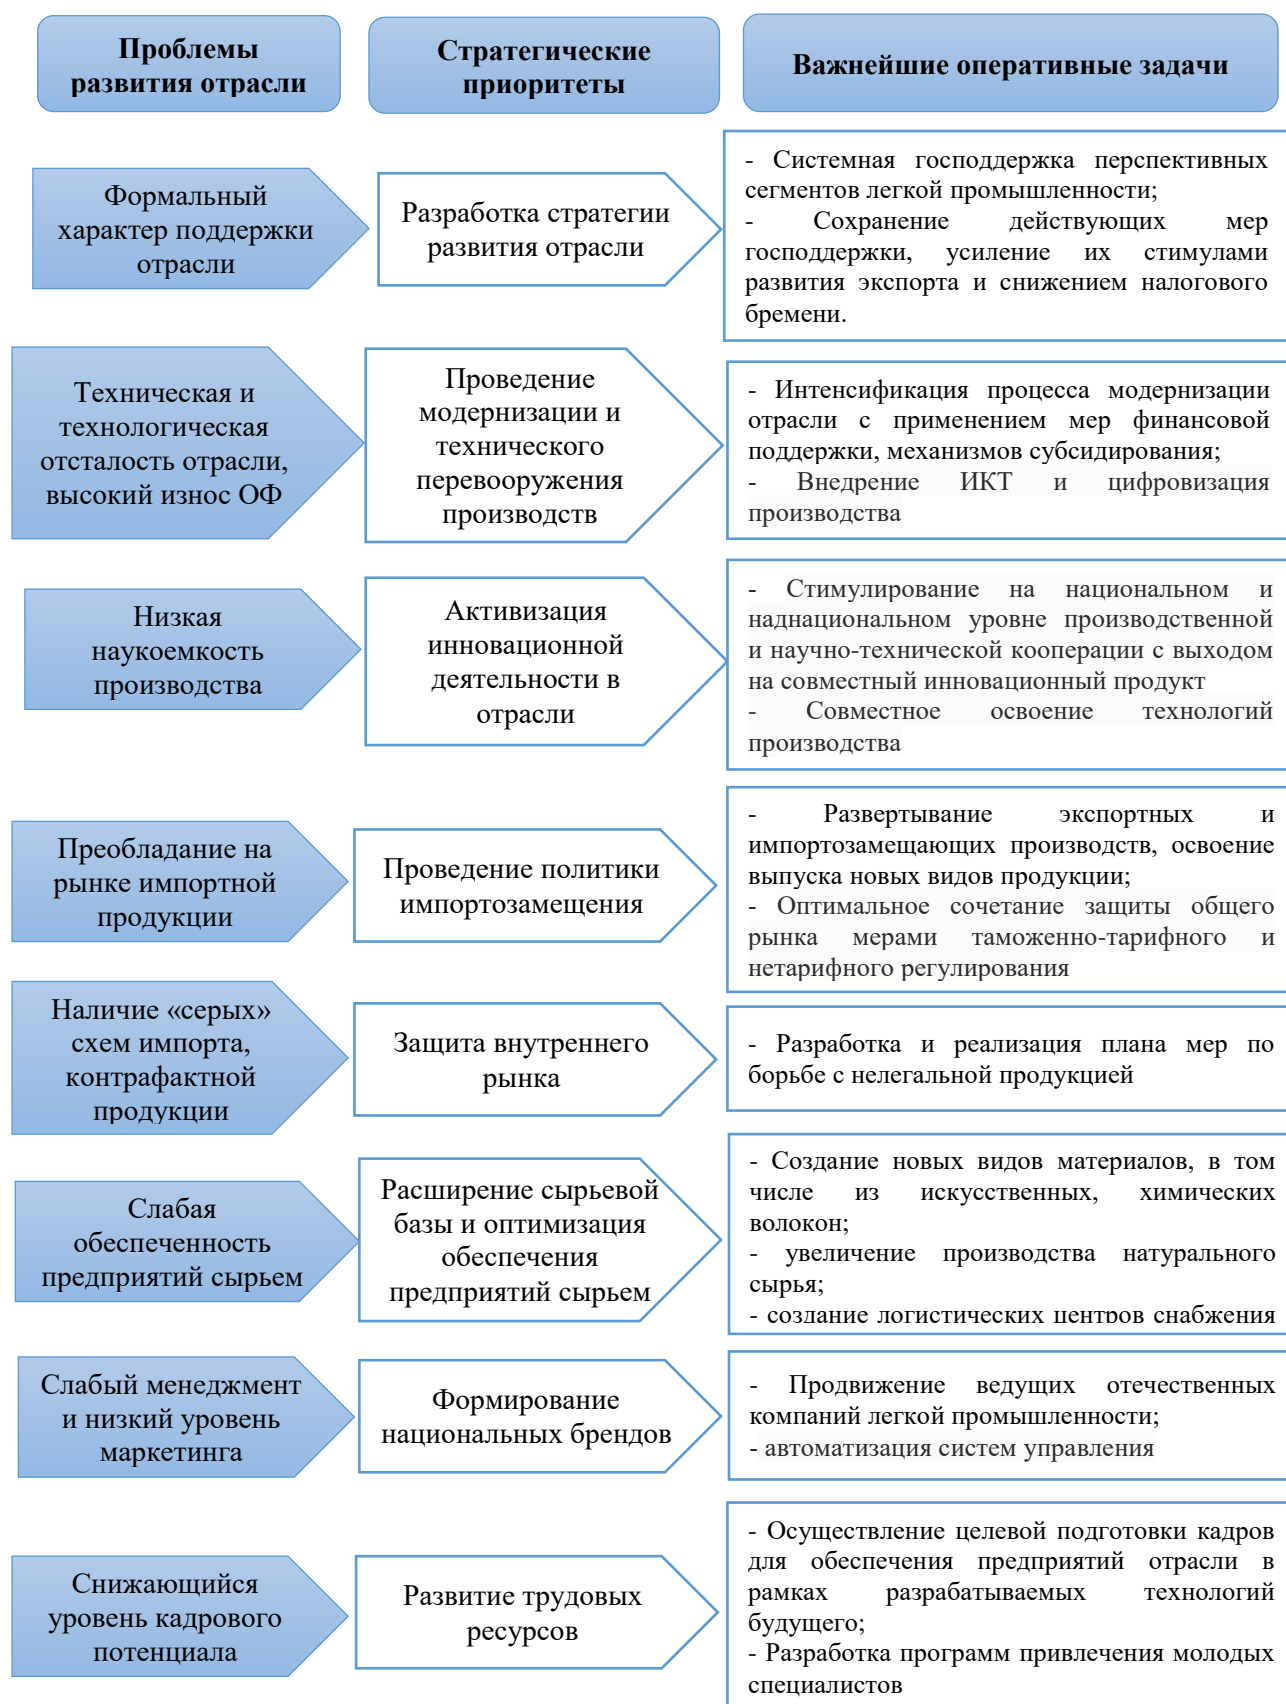 Проблемы
развития отрасли
Стратегические
приоритеты
Важнейшие оперативные задачи
Формальный
характер поддержки
отрасли
Разработка стратегии
развития отрасли
- Системная господдержка перспективных
сегментов легкой промышленности;
- Сохранение действующих мер
господдержки, усиление их стимулами
развития экспорта и снижением налогового
бремени.
Техническая и
технологическая
отсталость отрасли,
высокий износ ОФ
Проведение
модернизации и
технического
перевооружения
производств
- Интенсификация процесса модернизации
отрасли с применением мер финансовой
поддержки, механизмов субсидирования;
- Внедрение ИКТ и цифровизация
производства
Низкая
наукоемкость
производства
Активизация
инновационной
деятельности в
отрасли
- Стимулирование на национальном и
наднациональном уровне производственной
и научно-технической кооперации с выходом
на совместный инновационный продукт
- Совместное освоение технологий
производства
Преобладание на
рынке импортной
продукции
Проведение политики
импортозамещения
- Развертывание экспортных и
импортозамещающих производств, освоение
выпуска новых видов продукции;
- Оптимальное сочетание защиты общего
рынка мерами таможенно-тарифного и
нетарифного регулирования
Наличие «серых»
схем импорта,
контрафактной
продукции
Защита внутреннего
рынка
- Разработка и реализация плана мер по
борьбе с нелегальной продукцией
Слабая
обеспеченность
предприятий сырьем
Расширение сырьевой
базы и оптимизация
обеспечения
предприятий сырьем
- Создание новых видов материалов, в том
числе из искусственных, химических
волокон;
- увеличение производства натурального
сырья;
- создание логистических центров снабжения
Слабый менеджмент
и низкий уровень
маркетинга
Формирование
национальных брендов
- Продвижение ведущих отечественных
компаний легкой промышленности;
- автоматизация систем управления
Снижающийся
уровень кадрового
потенциала
Развитие трудовых
ресурсов
- Осуществление целевой подготовки кадров
для обеспечения предприятий отрасли в
рамках разрабатываемых технологий
будущего;
- Разработка программ привлечения молодых
специалистов